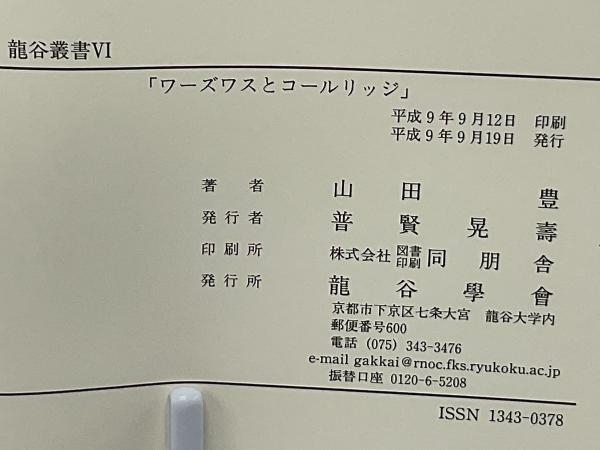 龍谷叢書VI
「ワーズワスとコールリッジ」
平成9年9月12日 印刷
平成9年9月19日 発行
著者 山田豊
発行者 普賢晃壽
印刷所 株式会社 図書印刷 同朋舎
発行所 龍谷學會
京都市下京区七条大宮 龍谷大学内
郵便番号600
電話 (075) 343-3476
e-mail gakkai@rnoc.fks.ryukoku.ac.jp
振替口座 0120-6-5208
ISSN 1343-0378